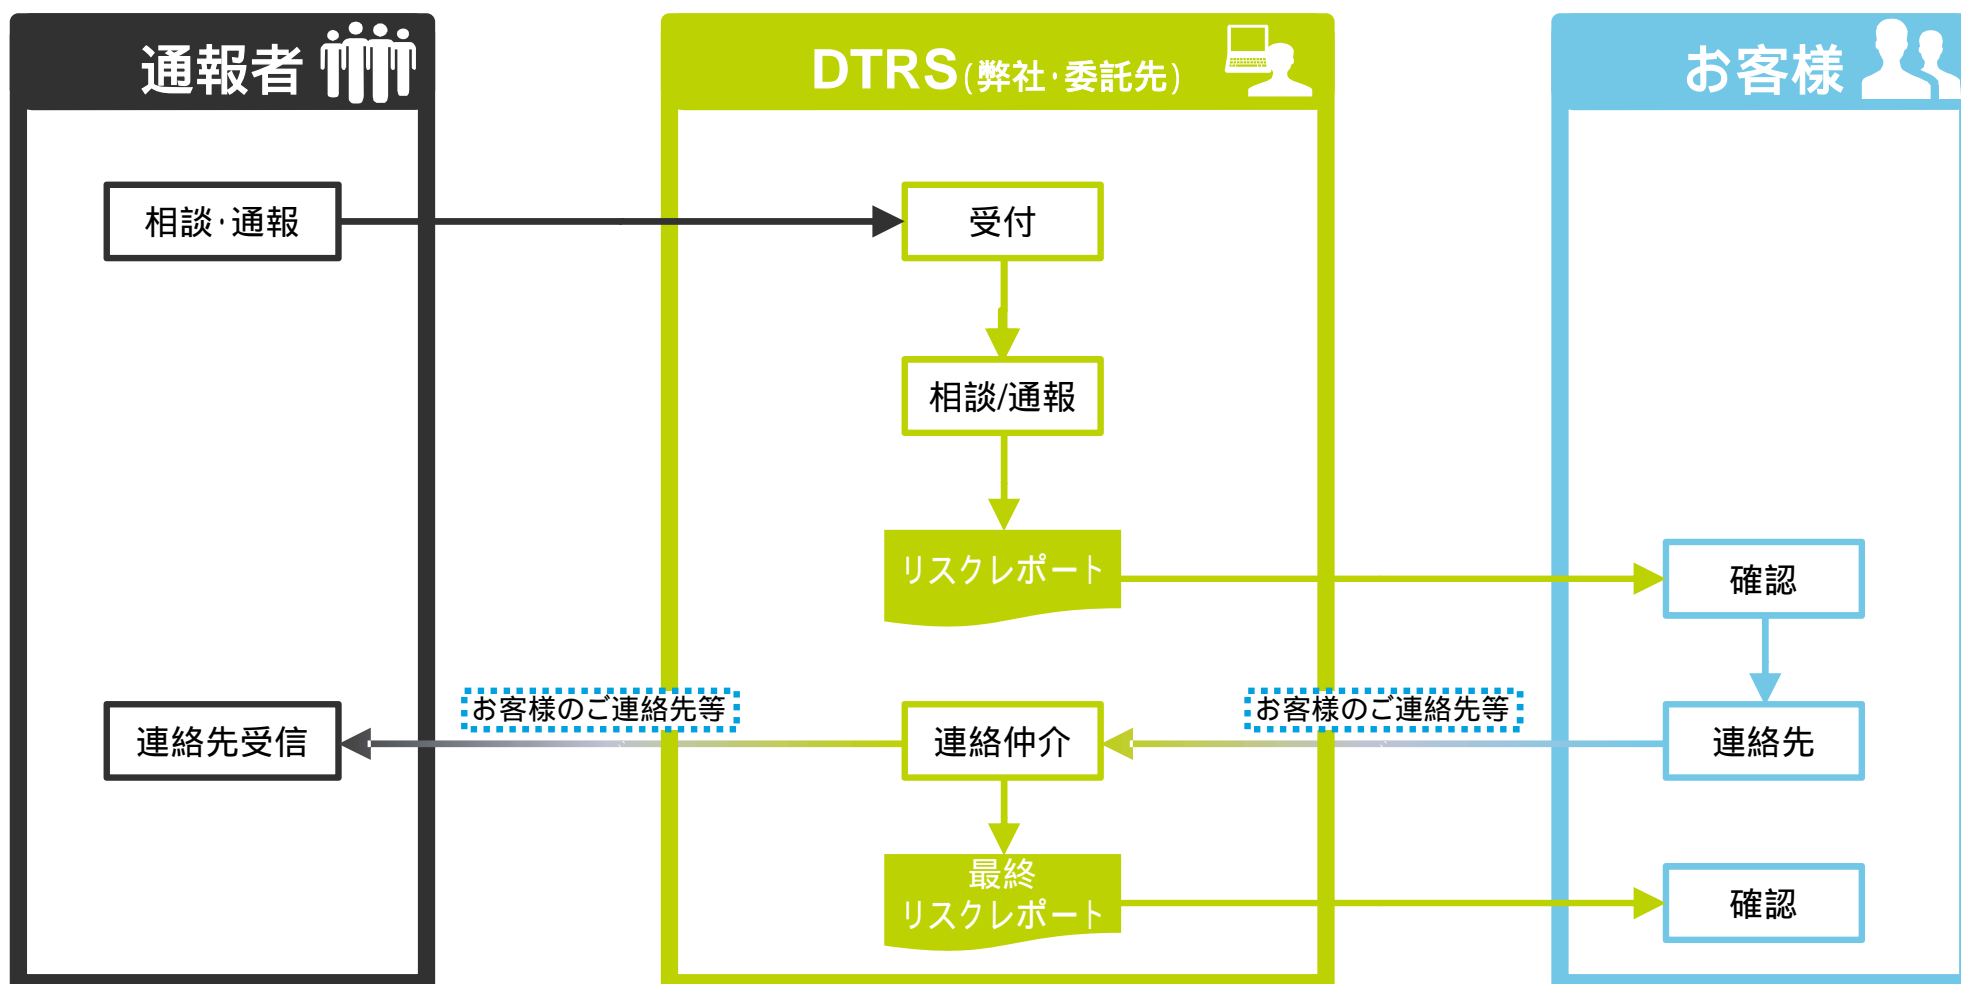 通報者
DTRS(弊社・委託先)
お客様
相談・通報
受付
相談/通報
リスクレポート
確認
お客様のご連絡先等
お客様のご連絡先等
連絡先受信
連絡仲介
連絡先
最終
リスクレポート
確認